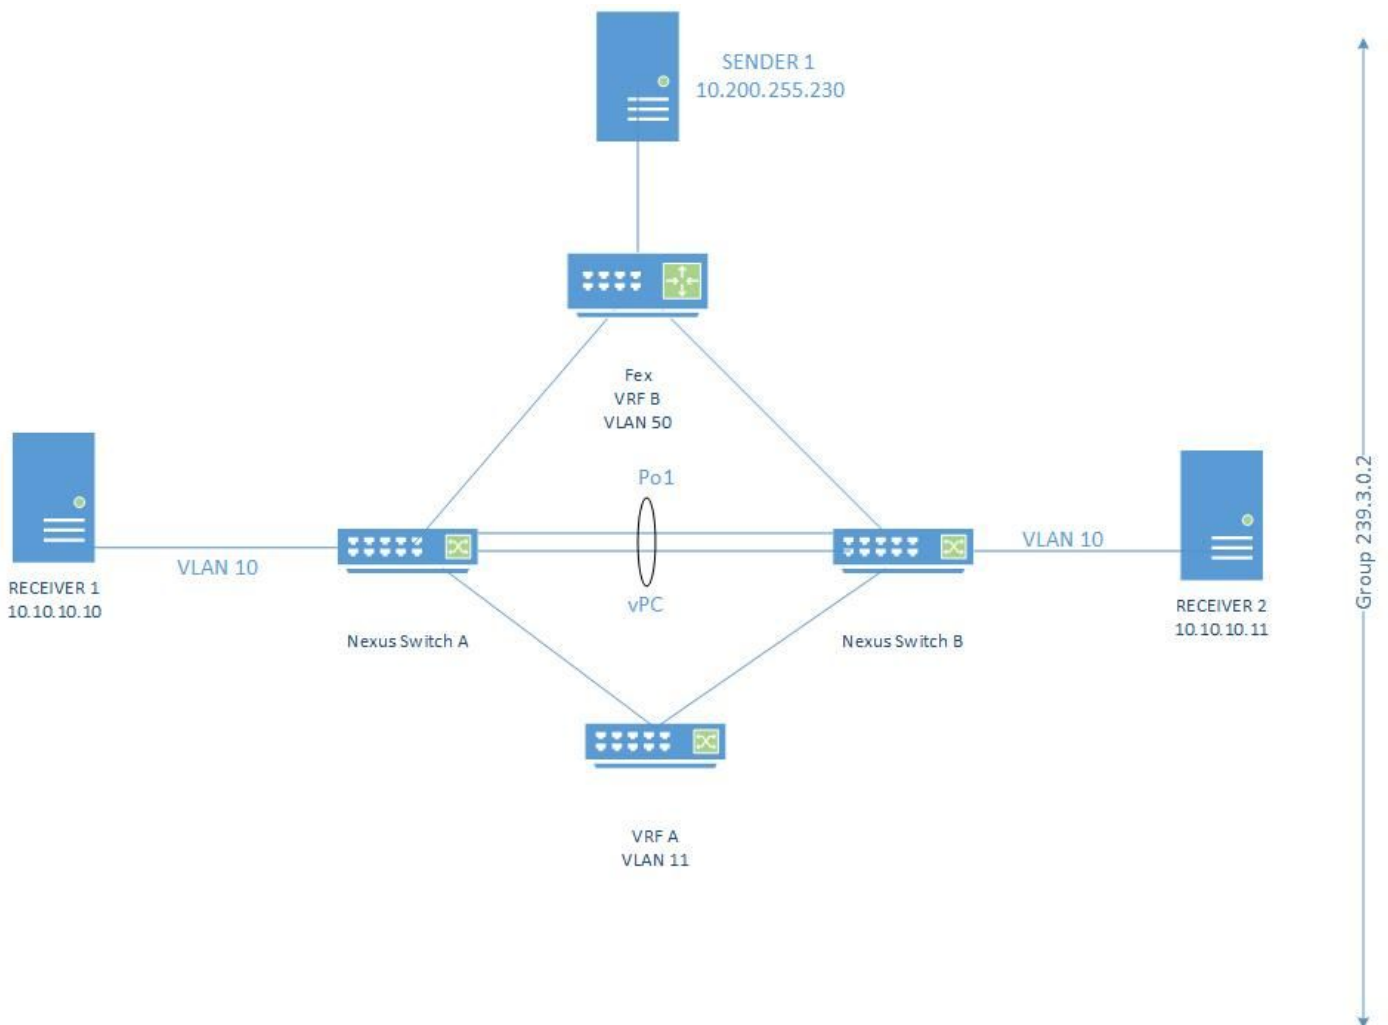 SENDER 1
10.200.255.230
Fex
VRF B
VLAN 50
Po1
vPC
VLAN 10
VLAN 10
RECEIVER 1
10.10.10.10
Nexus Switch A
Nexus Switch B
RECEIVER 2
10.10.10.11
Group 239.3.0.2
VRF A
VLAN 11